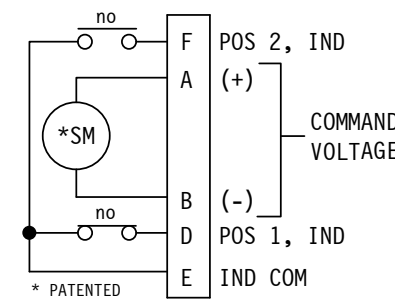 no
F POS 2, IND
A (+)
*SM
COMMAND
VOLTAGE
B (-)
no
D POS 1, IND
E IND COM
* PATENTED